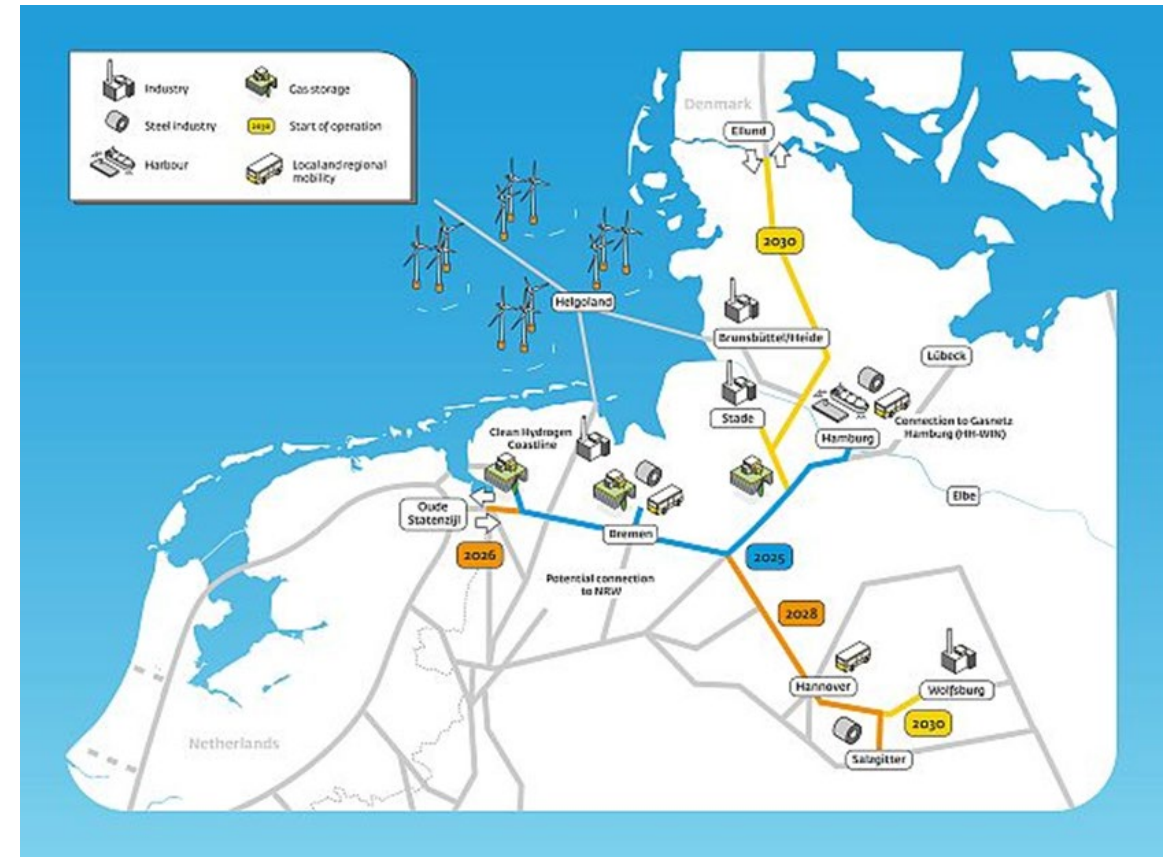 Industry
Gas storage
Steel industry
2030
Start of operation
Harbour
Local and regional
mobility
Denmark
Ellund
2030
Helgoland
Brunsbüttel/Heide
Lübeck
Stade
Connection to Gasnetz
Hamburg (HH-WIN)
Hamburg
Clean Hydrogen
Coastline
Elbe
Oude
Statenzijl
Bremen
2026
2025
Potential connection
to NRW
2028
Hannover
Wolfsburg
2030
Netherlands
Salzgitter